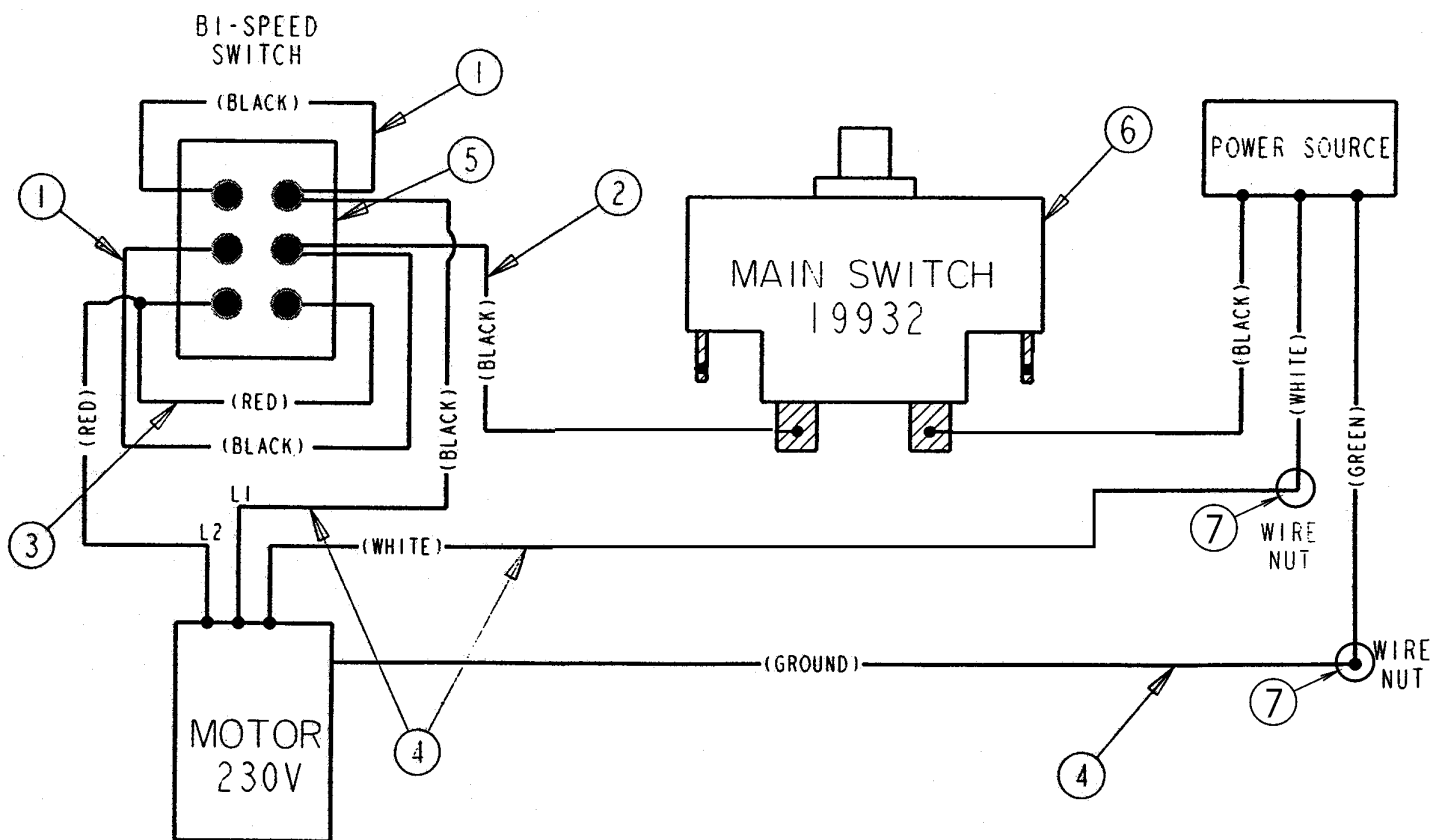 BI-SPEED
SWITCH
1
(BLACK)
5
1
2
6
POWER SOURCE
MAIN SWITCH
19932
(BLACK)
(BLACK)
(WHITE)
(GREEN)
(RED)
(RED)
(BLACK)
(BLACK)
3
L1
L2
(WHITE)
4
7
WIRE
NUT
(GROUND)
4
7
WIRE
NUT
MOTOR
230V